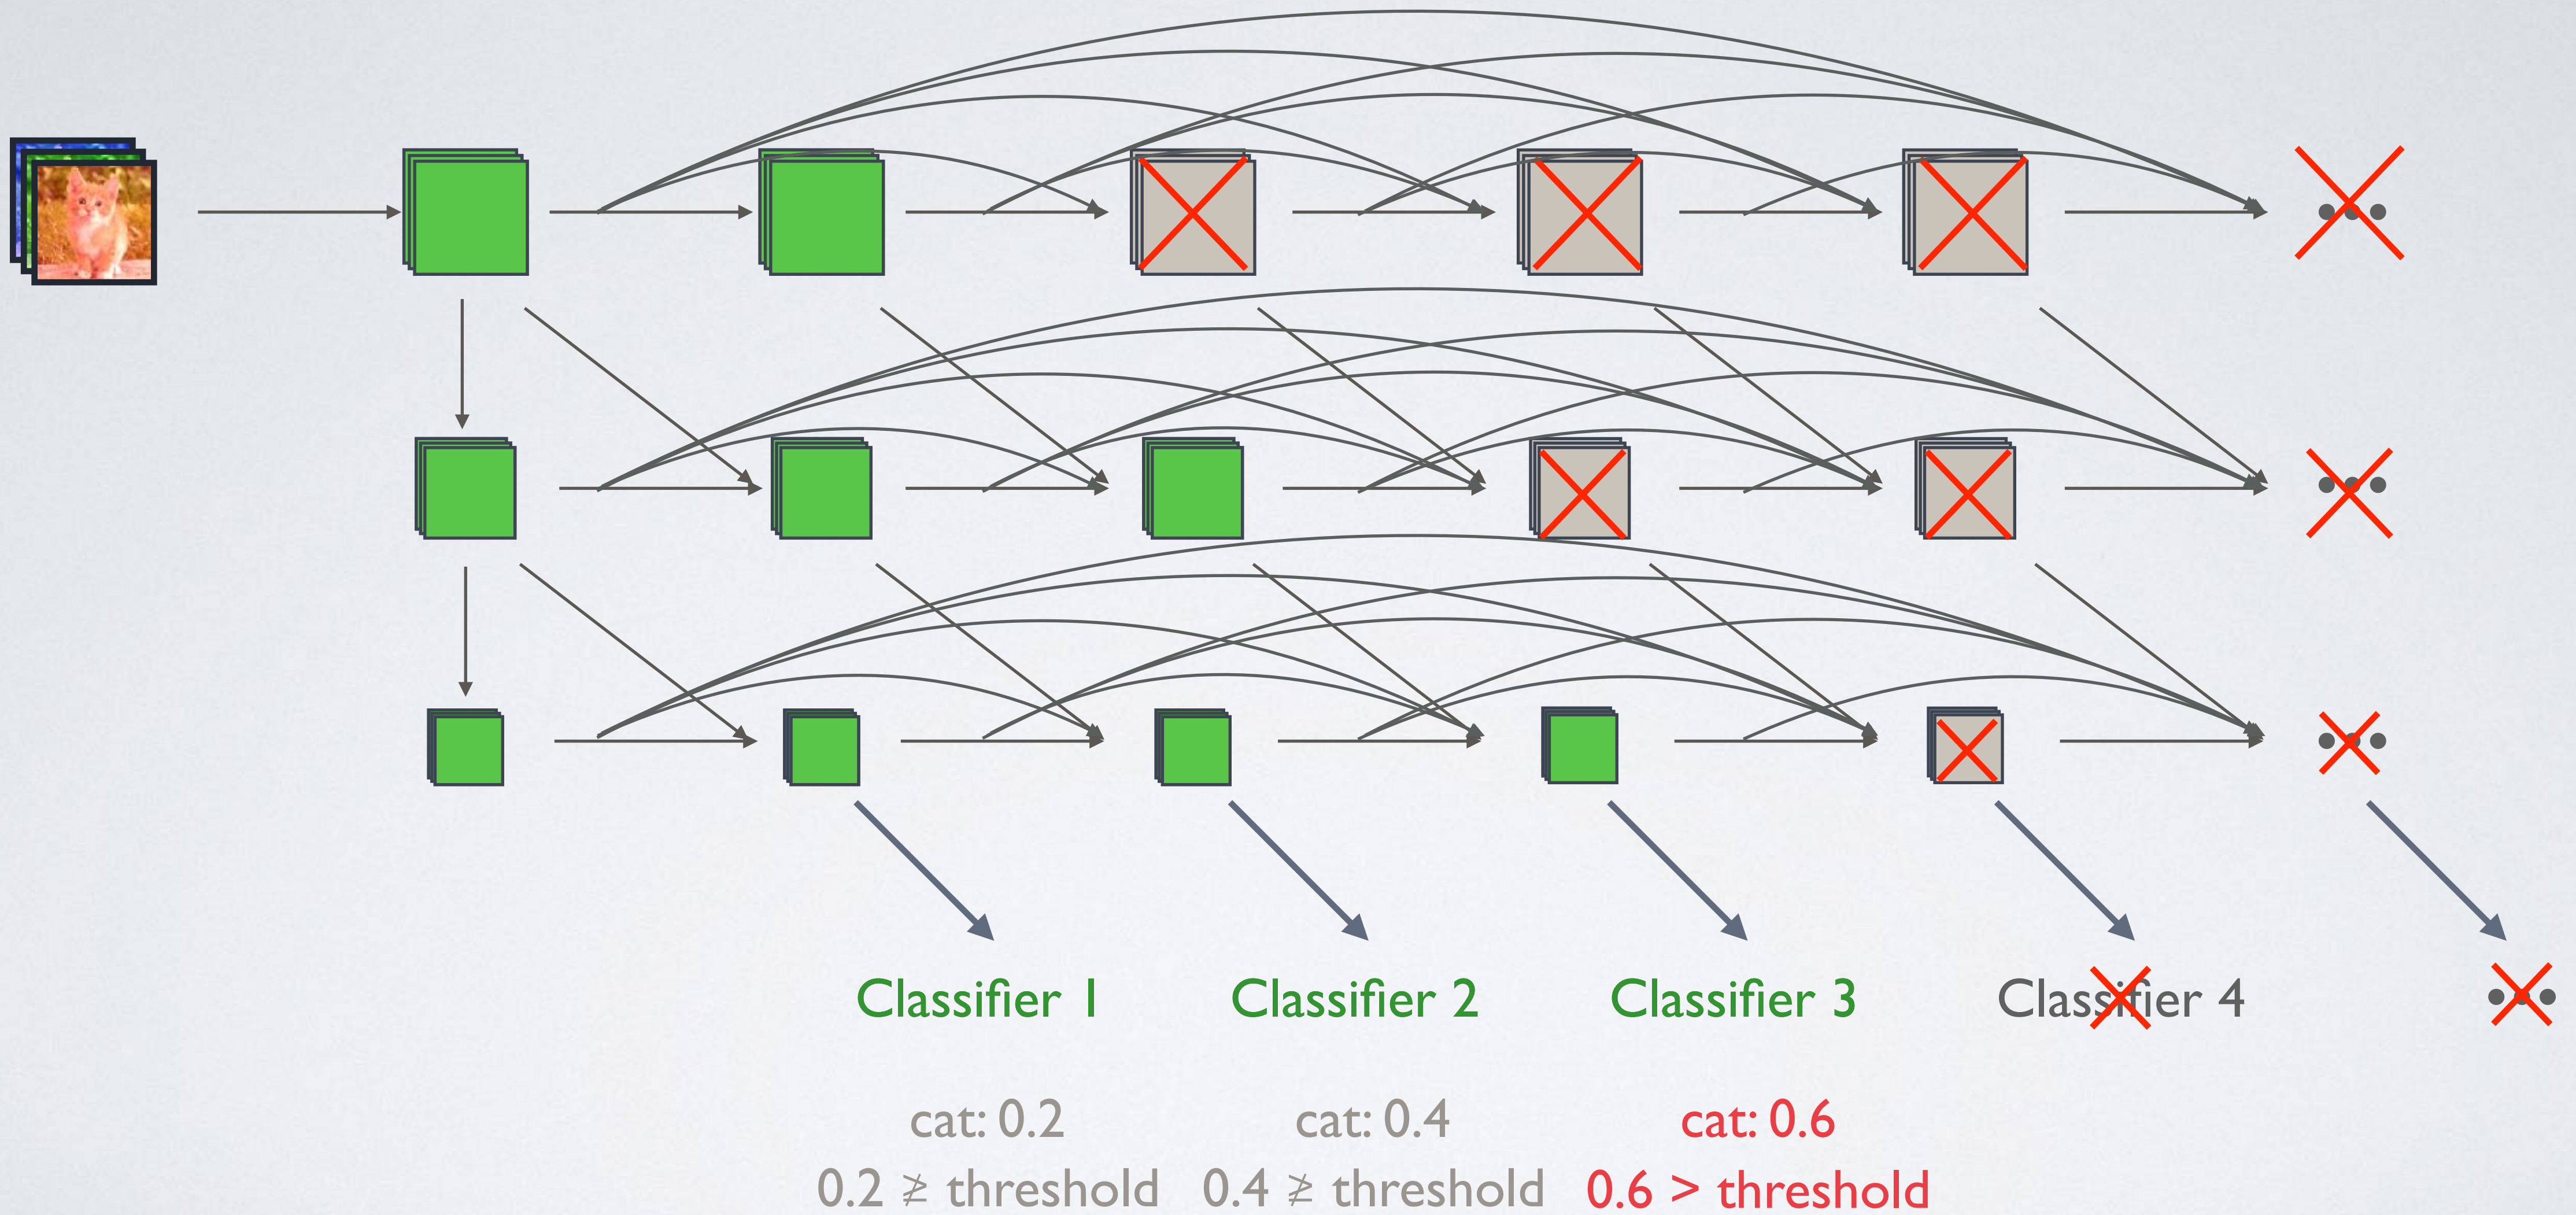 Classifier 1 Classifier 2 Classifier 3 Classifier 4
cat: 0.2 cat: 0.4 cat: 0.6
0.2 ≱ threshold 0.4 ≱ threshold 0.6 > threshold